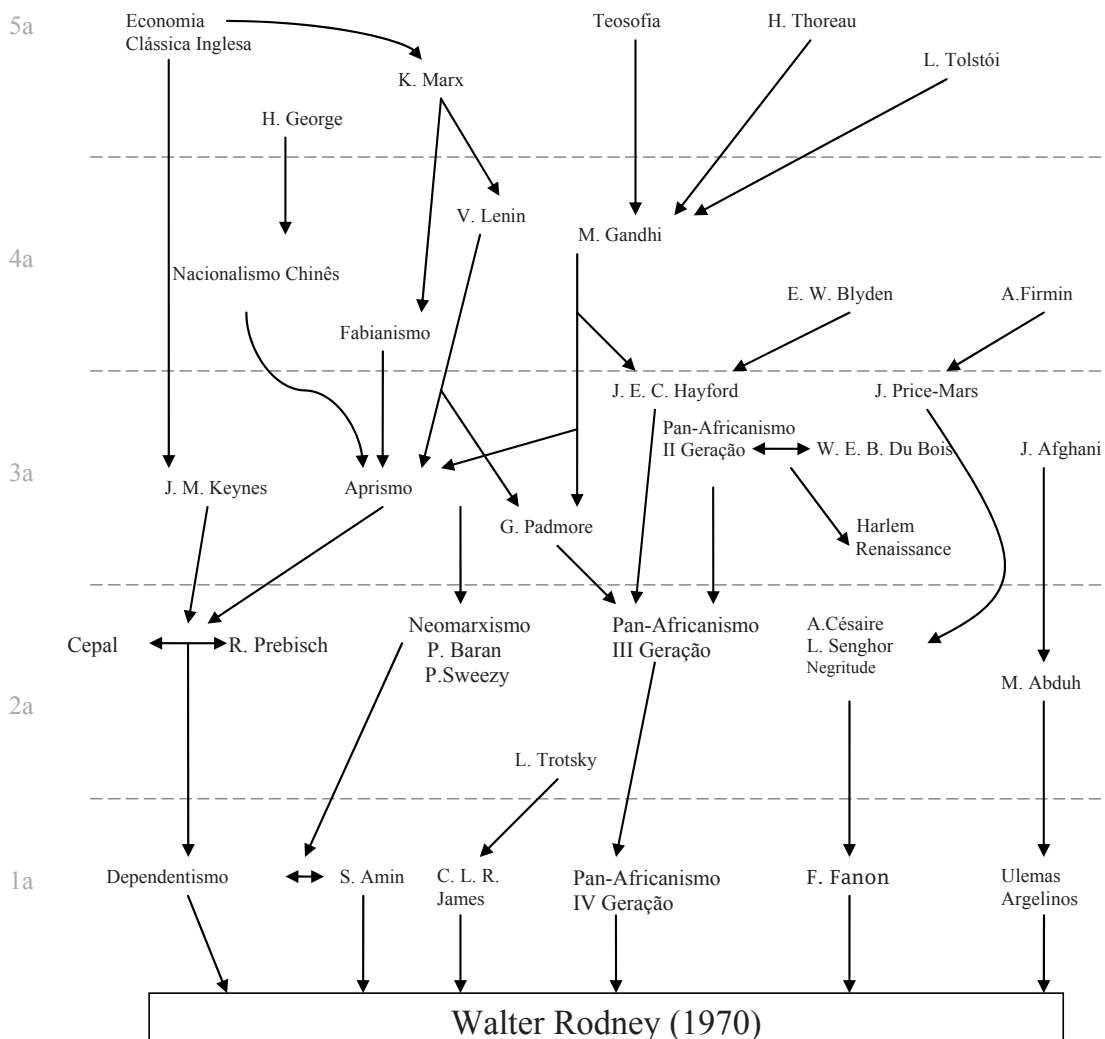 5a
Economia
Clássica Inglesa
Teosofia
H. Thoreau
L. Tolstói
K. Marx
H. George
V. Lenin
M. Gandhi
4a
Nacionalismo Chinês
E. W. Blyden
A.Firmin
Fabianismo
J. E. C. Hayford
J. Price-Mars
Pan-Africanismo
II Geração
W. E. B. Du Bois
J. Afghani
3a
J. M. Keynes
Aprismo
G. Padmore
Harlem
Renaissance
Cepal
R. Prebisch
Neomarxismo
P. Baran
P.Sweezy
Pan-Africanismo
III Geração
A.Césaire
L. Senghor
Negritude
M. Abduh
2a
L. Trotsky
1a
Dependentismo
S. Amin
C. L. R.
James
Pan-Africanismo
IV Geração
F. Fanon
Ulemas
Argelinos
Walter Rodney (1970)